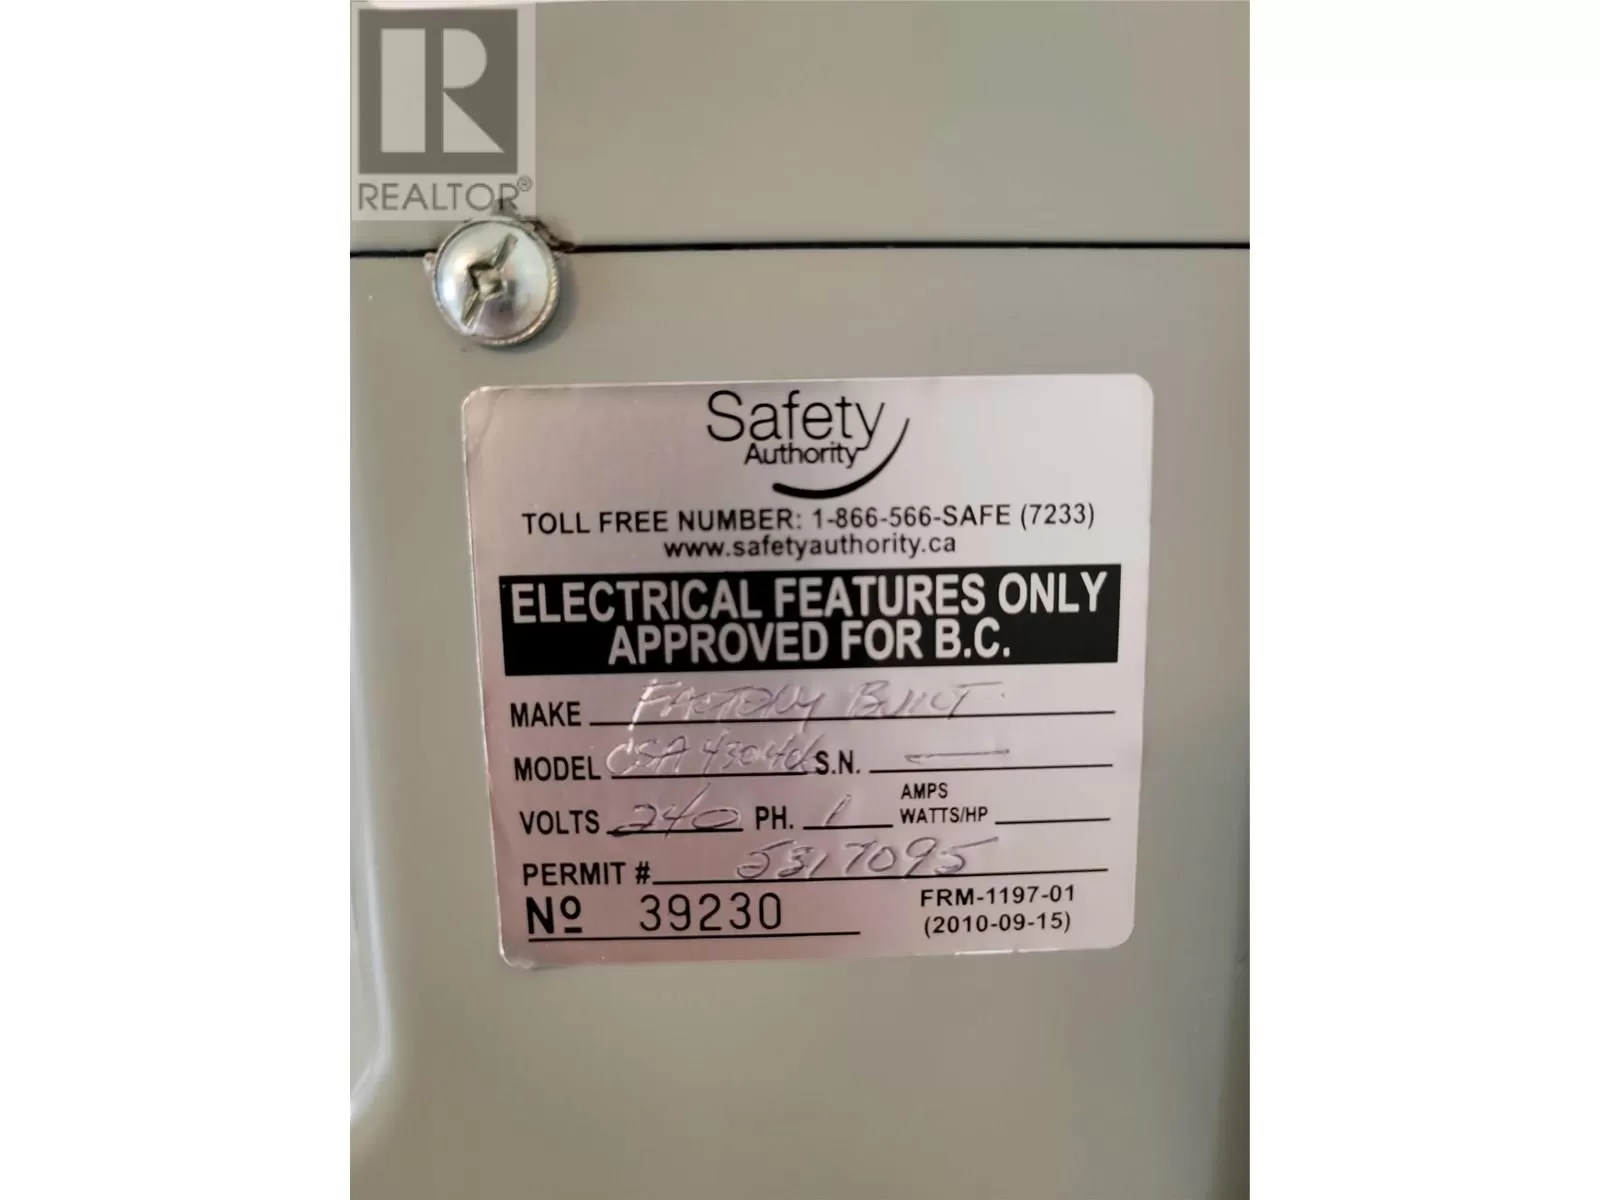 REALTOR®
Safety
Authority
TOLL FREE NUMBER: 1-866-566-SAFE (7233)
www.safetyauthority.ca
ELECTRICAL FEATURES ONLY
APPROVED FOR B.C.
MAKE FACTORY BUILT
MODEL CSA 43040 S.N. —
VOLTS 240 PH. 1 AMPS WATTS/HP
PERMIT # 5317095
Nº 39230 FRM-1197-01
(2010-09-15)